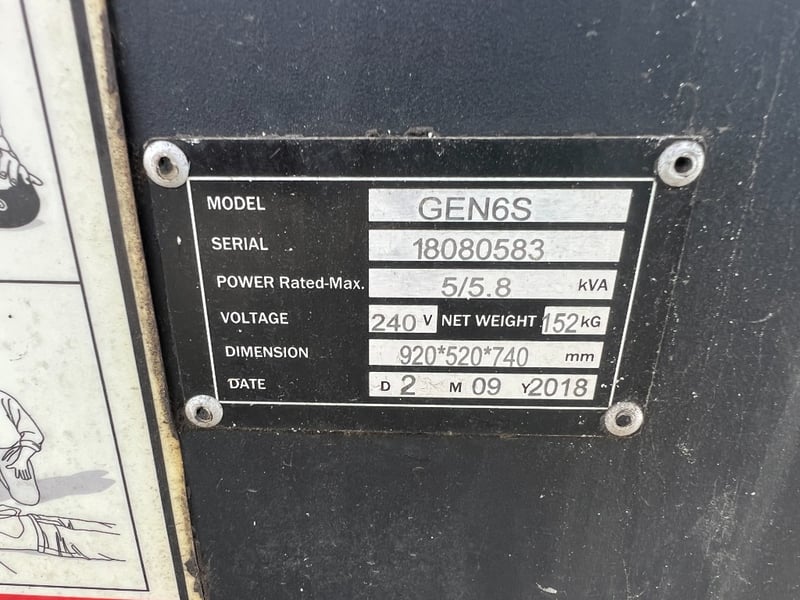 MODEL GEN6S
SERIAL 18080583
POWER Rated-Max. 5/5.8 kVA
VOLTAGE 240 V NET WEIGHT 152 KG
DIMENSION 920*520*740 mm
DATE D 2 M 09 Y 2018